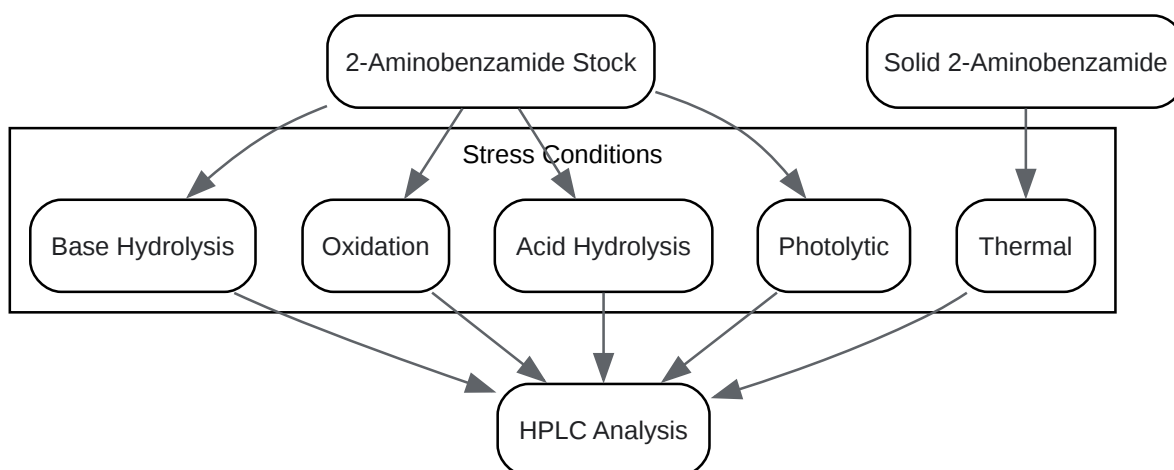 2-Aminobenzamide Stock
Solid 2-Aminobenzamide
Stress Conditions
Base Hydrolysis
Oxidation
Acid Hydrolysis
Photolytic
Thermal
HPLC Analysis